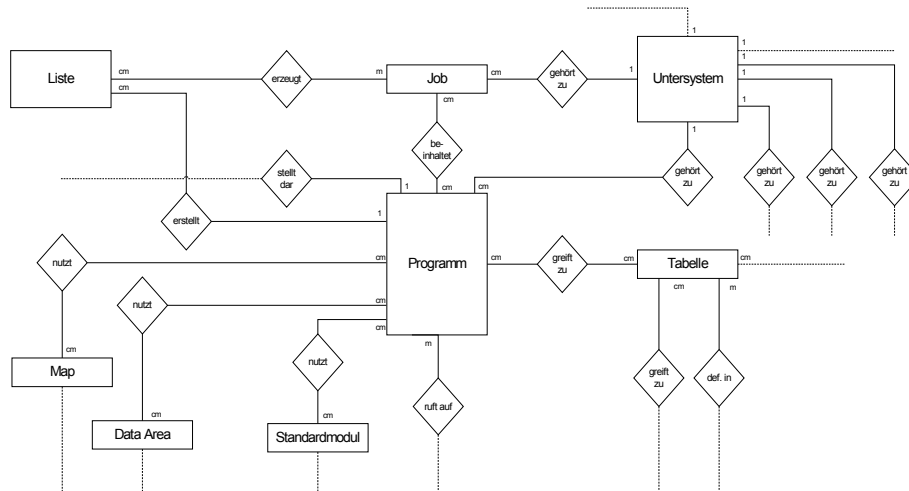 1
1
1
Liste
cm
erzeugt
m
Job
cm
gehört
zu
1
Untersystem
1
1
cm
cm
1
1
be-
inhaltet
stellt
dar
gehört
zu
gehört
zu
gehört
zu
gehört
zu
1
cm
cm
erstellt
1
nutzt
cm
Programm
cm
greift
zu
cm
Tabelle
cm
nutzt
cm
cm
cm
m
nutzt
m
cm
Map
greift
zu
def. in
ruft auf
cm
Data Area
cm
Standardmodul